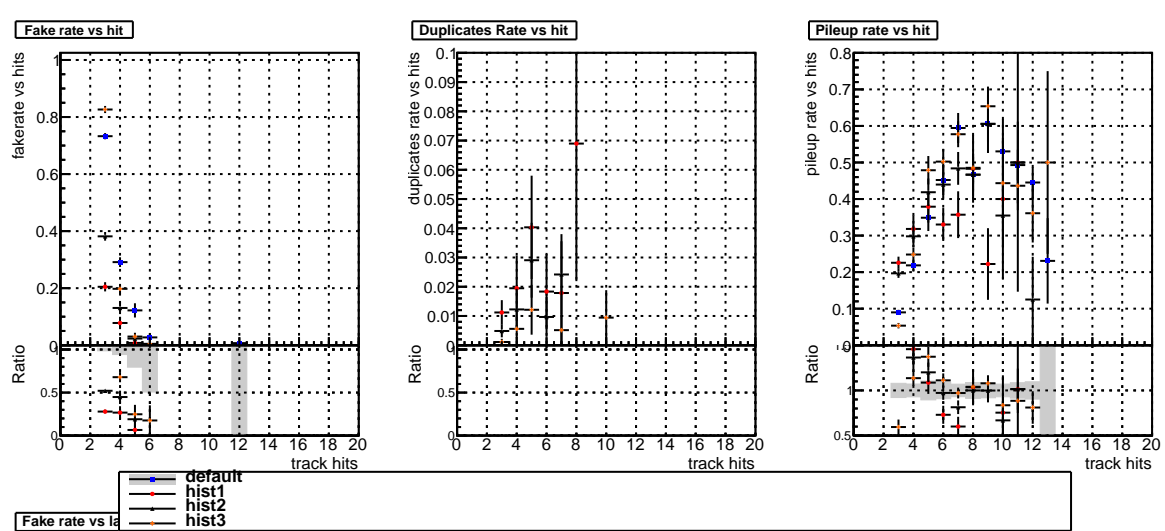 Fake rate vs hit
Duplicates Rate vs hit
Pileup rate vs hit
fakerate vs hits
1
0.8
0.6
0.4
0.2
0
duplicates rate vs hits
0.1
0.09
0.08
0.07
0.06
0.05
0.04
0.03
0.02
0.01
0
pileup rate vs hits
0.8
0.7
0.6
0.5
0.4
0.3
0.2
0.1
Ratio
0.5
0
0 2 4 6 8 10 12 14 16 18 20
track hits
Ratio
0.5
0
0 2 4 6 8 10 12 14 16 18 20
track hits
Ratio
1
0.5
0 2 4 6 8 10 12 14 16 18 20
track hits
default
hist1
hist2
hist3
Fake rate vs